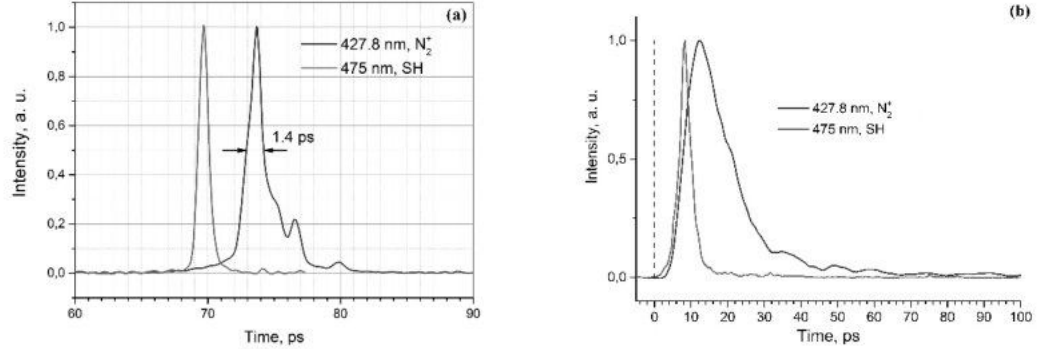 (a)
1,0
0,8
0,6
0,4
0,2
0,0
Intensity, a. u.
427.8 nm, N₂⁺
475 nm, SH
1.4 ps
60 70 80 90
Time, ps
(b)
1,0
0,5
0,0
Intensity, a. u.
427.8 nm, N₂⁺
475 nm, SH
0 10 20 30 40 50 60 70 80 90 100
Time, ps